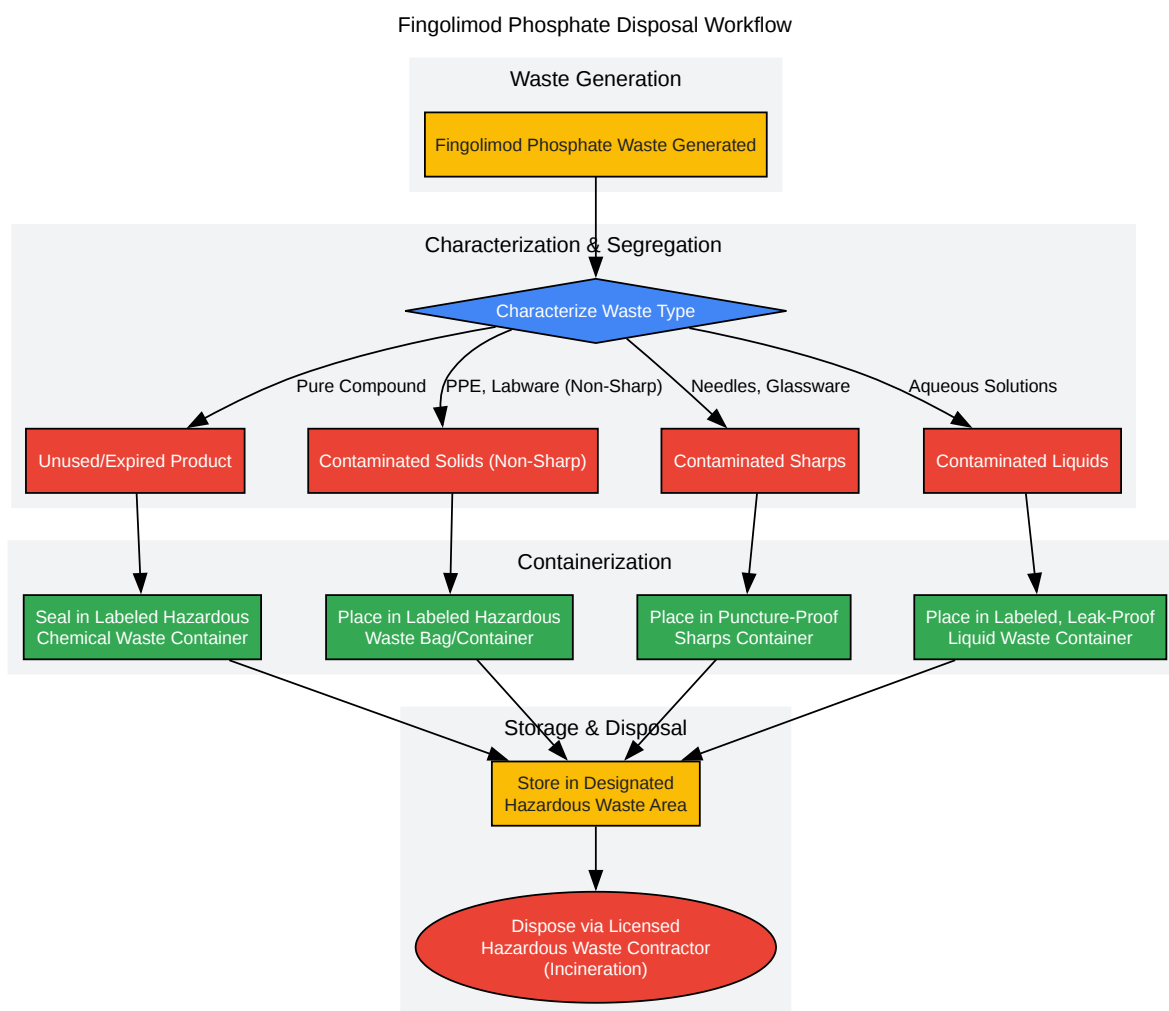 Fingolimod Phosphate Disposal Workflow
Waste Generation
Fingolimod Phosphate Waste Generated
Characterization & Segregation
Characterize Waste Type
Pure Compound
PPE, Labware (Non-Sharp)
Needles, Glassware
Aqueous Solutions
Unused/Expired Product
Contaminated Solids (Non-Sharp)
Contaminated Sharps
Contaminated Liquids
Containerization
Seal in Labeled Hazardous
Chemical Waste Container
Place in Labeled Hazardous
Waste Bag/Container
Place in Puncture-Proof
Sharps Container
Place in Labeled, Leak-Proof
Liquid Waste Container
Storage & Disposal
Store in Designated
Hazardous Waste Area
Dispose via Licensed
Hazardous Waste Contractor
(Incineration)